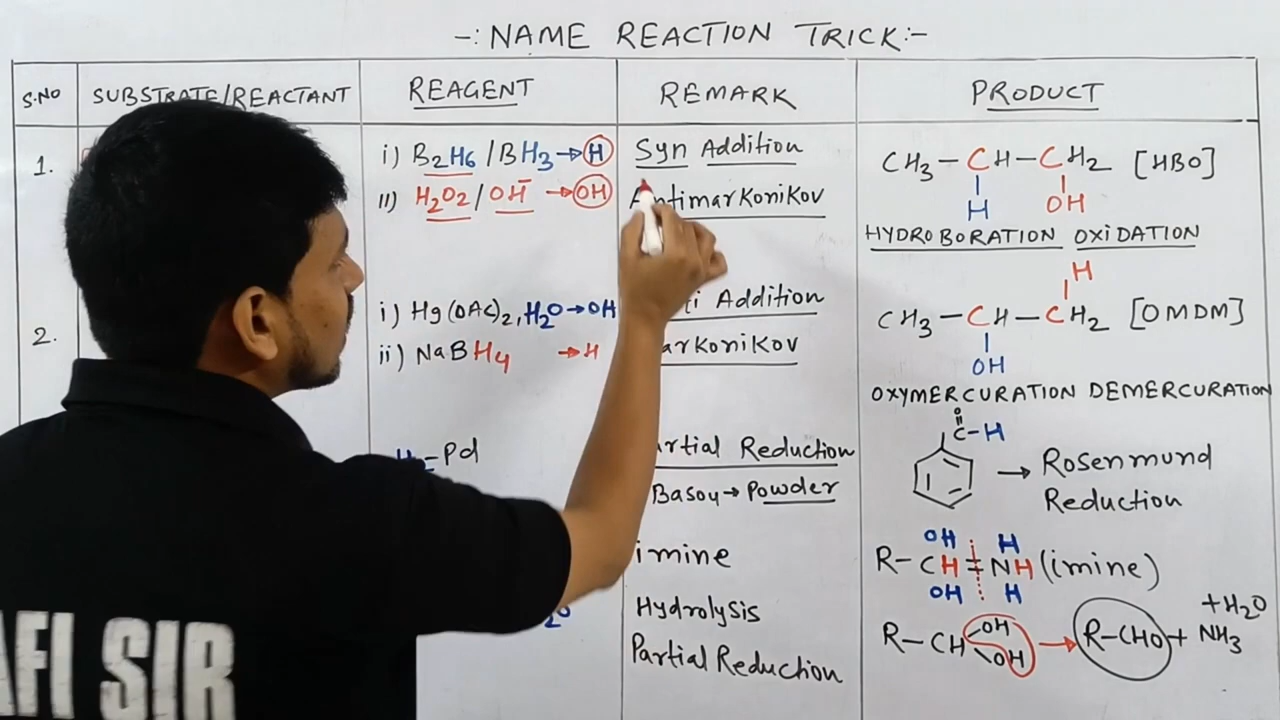 -: NAME REACTION TRICK:-
S.NO SUBSTRATE/REACTANT REAGENT REMARK PRODUCT
1. i) B2H6 / BH3 → H Syn Addition CH3 – CH – CH2 [HBO]
ii) H2O2 / OH⁻ → OH AntimarKoniKov H OH
HYDROBORATION OXIDATION
H
2. i) Hg(OAc)2, H2O → OH Addition CH3 – CH – CH2 [OMDM]
ii) NaBH4 → H arKoniKov OH
OXYMERCURATION DEMERCURATION
O
C–H
Pd Reduction → Rosenmund
Basoy → Powder Reduction
OH H
imine R – CH = NH (imine)
OH H
Hydrolysis +H2O
R – CH OH → R–CHO + NH3
OH
Partial Reduction
AFI SIR